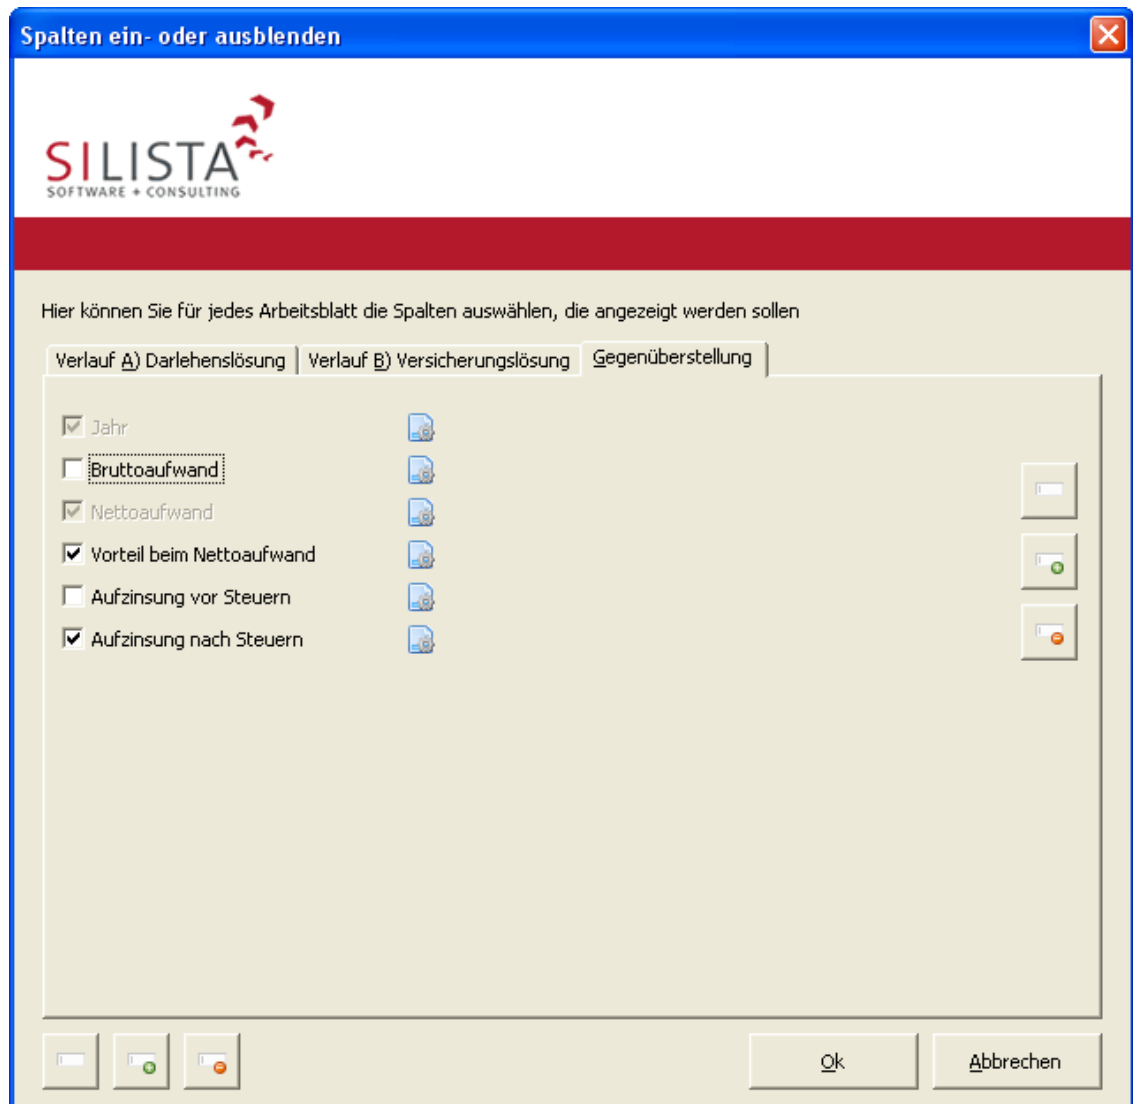 Spalten ein- oder ausblenden
SILISTA
SOFTWARE + CONSULTING
Hier können Sie für jedes Arbeitsblatt die Spalten auswählen, die angezeigt werden sollen
Verlauf A) Darlehenslösung Verlauf B) Versicherungslösung Gegenüberstellung
Jahr
Bruttoaufwand
Nettoaufwand
Vorteil beim Nettoaufwand
Aufzinsung vor Steuern
Aufzinsung nach Steuern
Ok Abbrechen